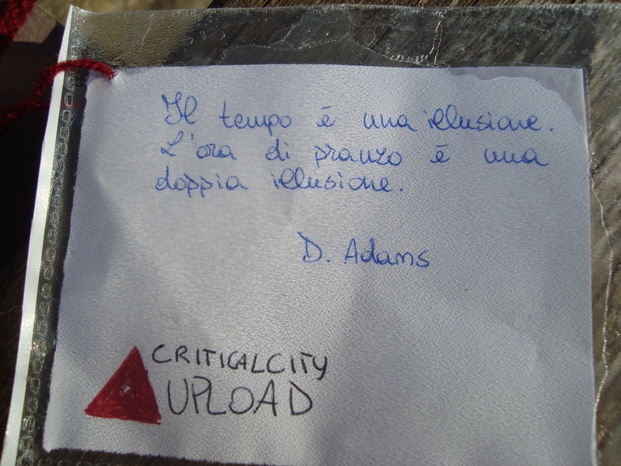 Il tempo è una illusione.
L'ora di pranzo è una
doppia illusione.
D. Adams
CRITICALCITY
UPLOAD